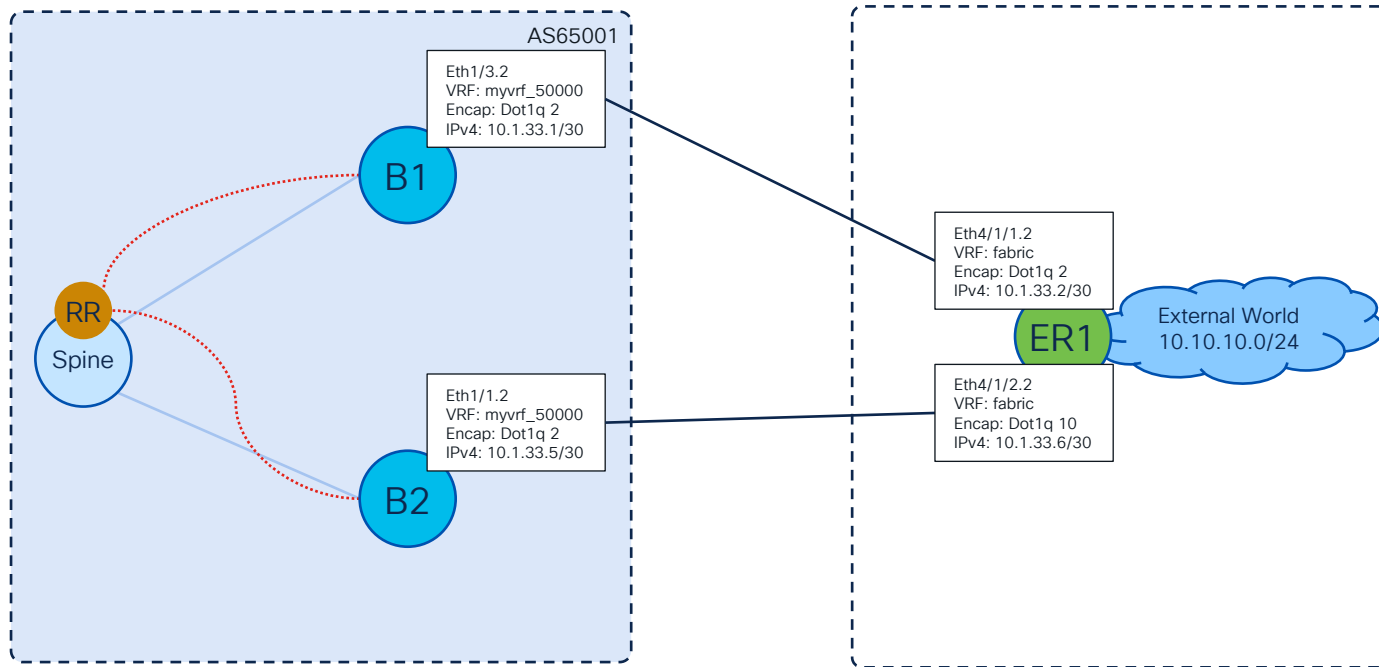 AS65001
Eth1/3.2
VRF: myvrf_50000
Encap: Dot1q 2
IPv4: 10.1.33.1/30
B1
Eth4/1/1.2
VRF: fabric
Encap: Dot1q 2
IPv4: 10.1.33.2/30
RR
Spine
ER1
External World
10.10.10.0/24
Eth1/1.2
VRF: myvrf_50000
Encap: Dot1q 2
IPv4: 10.1.33.5/30
B2
Eth4/1/2.2
VRF: fabric
Encap: Dot1q 10
IPv4: 10.1.33.6/30